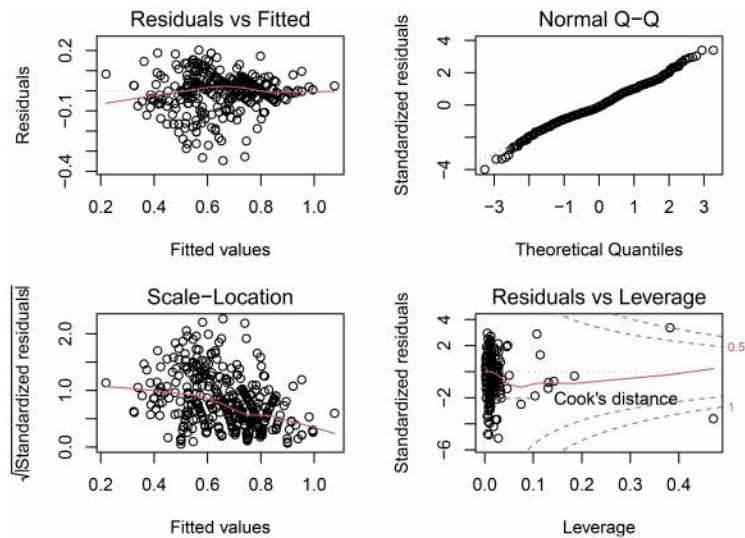 Residuals vs Fitted
Residuals
0.2
−0.1
−0.4
0.2 0.4 0.6 0.8 1.0
Fitted values
Normal Q−Q
Standardized residuals
4
2
0
−4
−3 −1 0 1 2 3
Theoretical Quantiles
Scale−Location
√|Standardized residuals|
2.0
1.0
0.0
0.2 0.4 0.6 0.8 1.0
Fitted values
Residuals vs Leverage
Standardized residuals
4
2
0
−2
−6
0.5
1
Cook's distance
0.0 0.1 0.2 0.3 0.4
Leverage